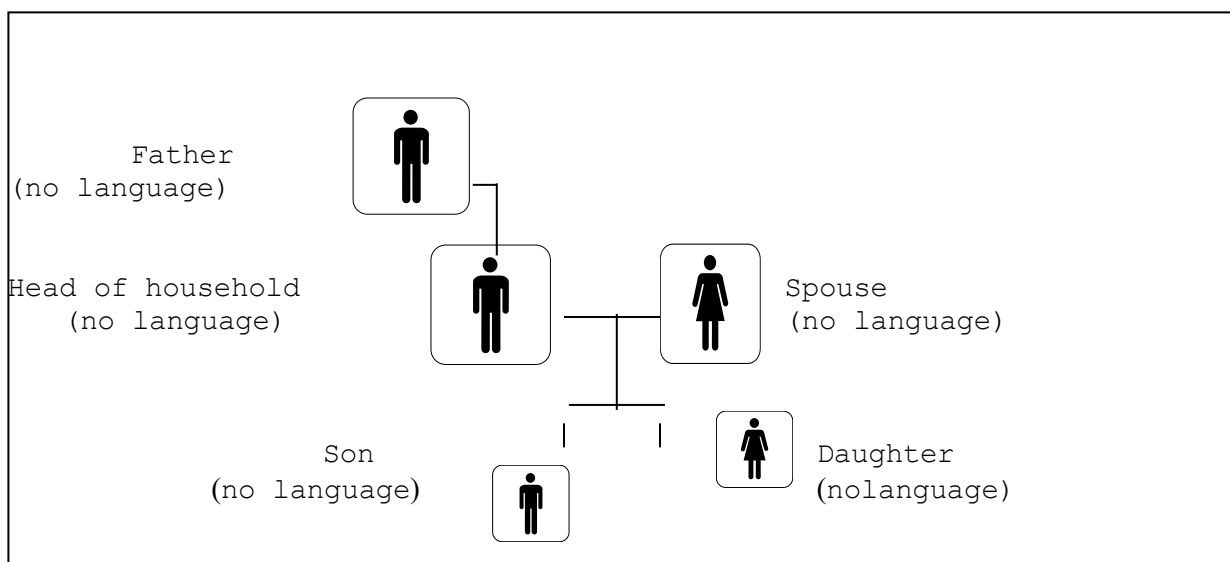 Father
(no language)
Head of household
(no language)
Spouse
(no language)
Son
(no language)
Daughter
(nolanguage)